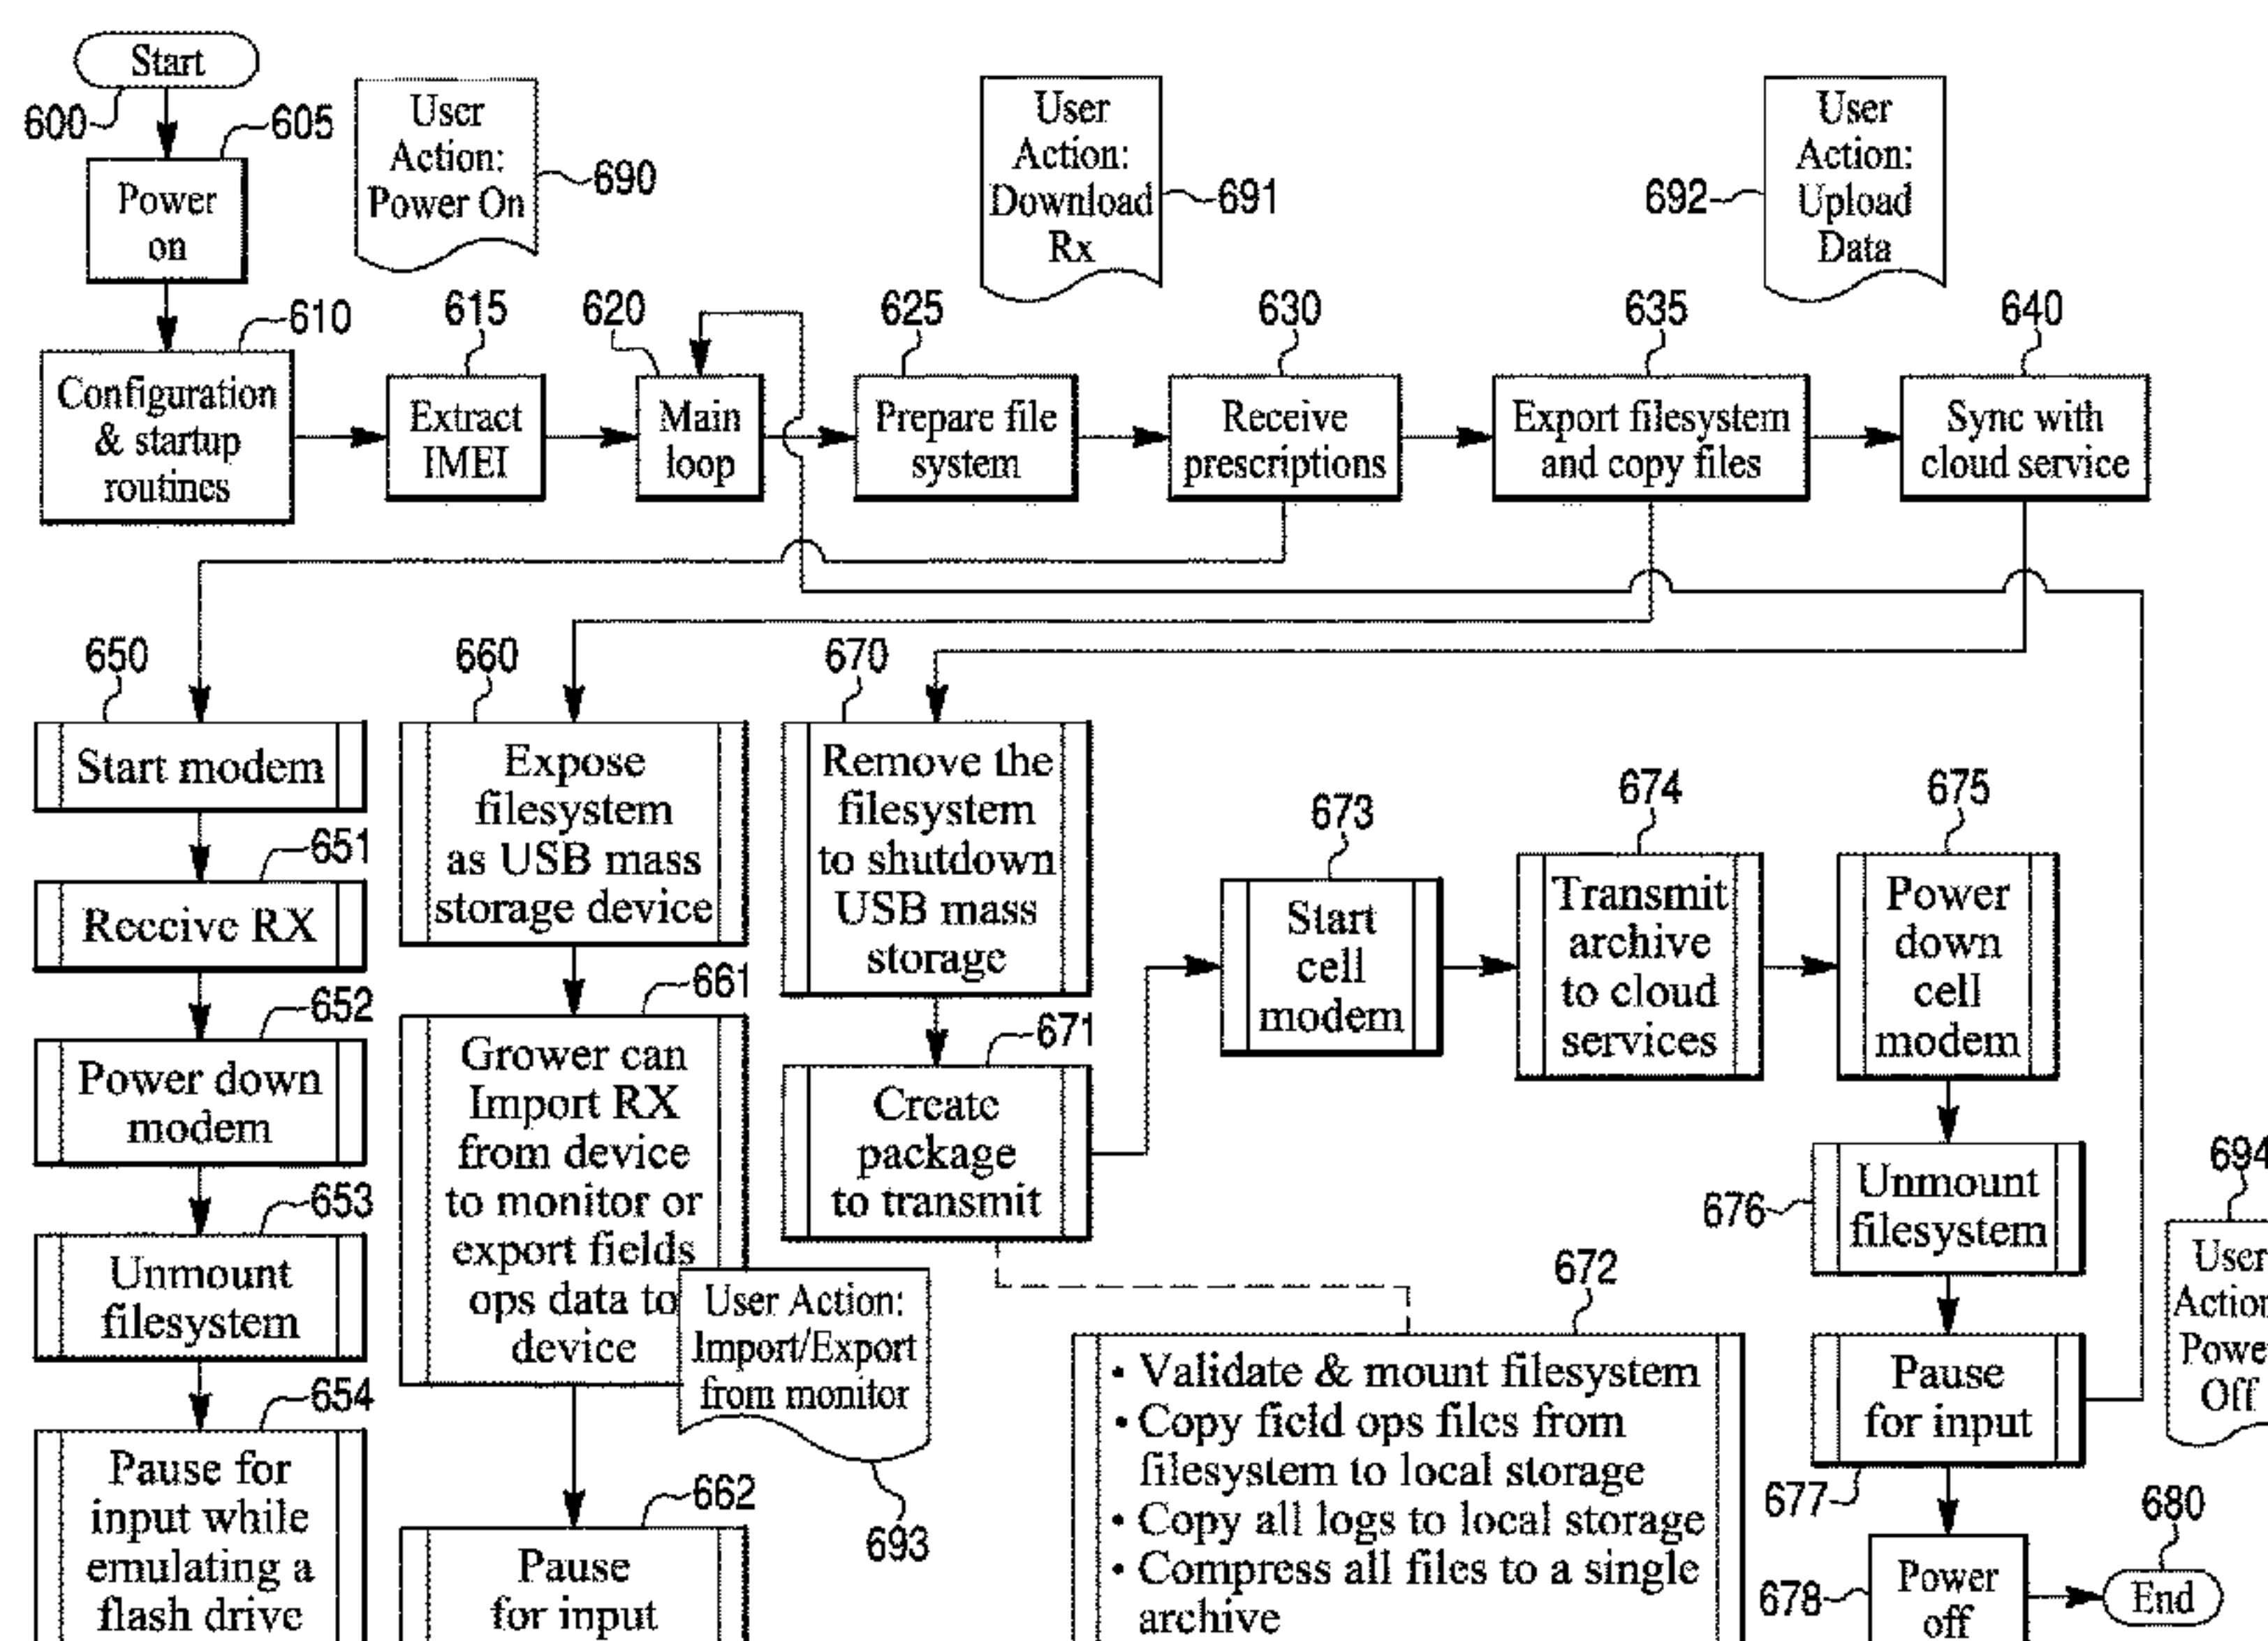 Start
600
605
Power
on
User
Action:
Power On
690
User
Action:
Download
Rx
691
User
Action:
Upload
Data
692
610
Configuration
& startup
routines
615
Extract
IMEI
620
Main
loop
625
Prepare file
system
630
Receive
prescriptions
635
Export filesystem
and copy files
640
Sync with
cloud service
650
Start modem
651
Receive RX
652
Power down
modem
653
Unmount
filesystem
654
Pause for
input while
emulating a
flash drive
660
Expose
filesystem
as USB mass
storage device
661
Grower can
Import RX
from device
to monitor or
export fields
ops data to
device
User Action:
Import/Export
from monitor
693
662
Pause
for input
670
Remove the
filesystem
to shutdown
USB mass
storage
671
Create
package
to transmit
672
• Validate & mount filesystem
• Copy field ops files from
filesystem to local storage
• Copy all logs to local storage
• Compress all files to a single
archive
673
Start
cell
modem
674
Transmit
archive
to cloud
services
675
Power
down
cell
modem
676
Unmount
filesystem
677
Pause
for input
678
Power
off
680
End
694
User
Action
Power
Off